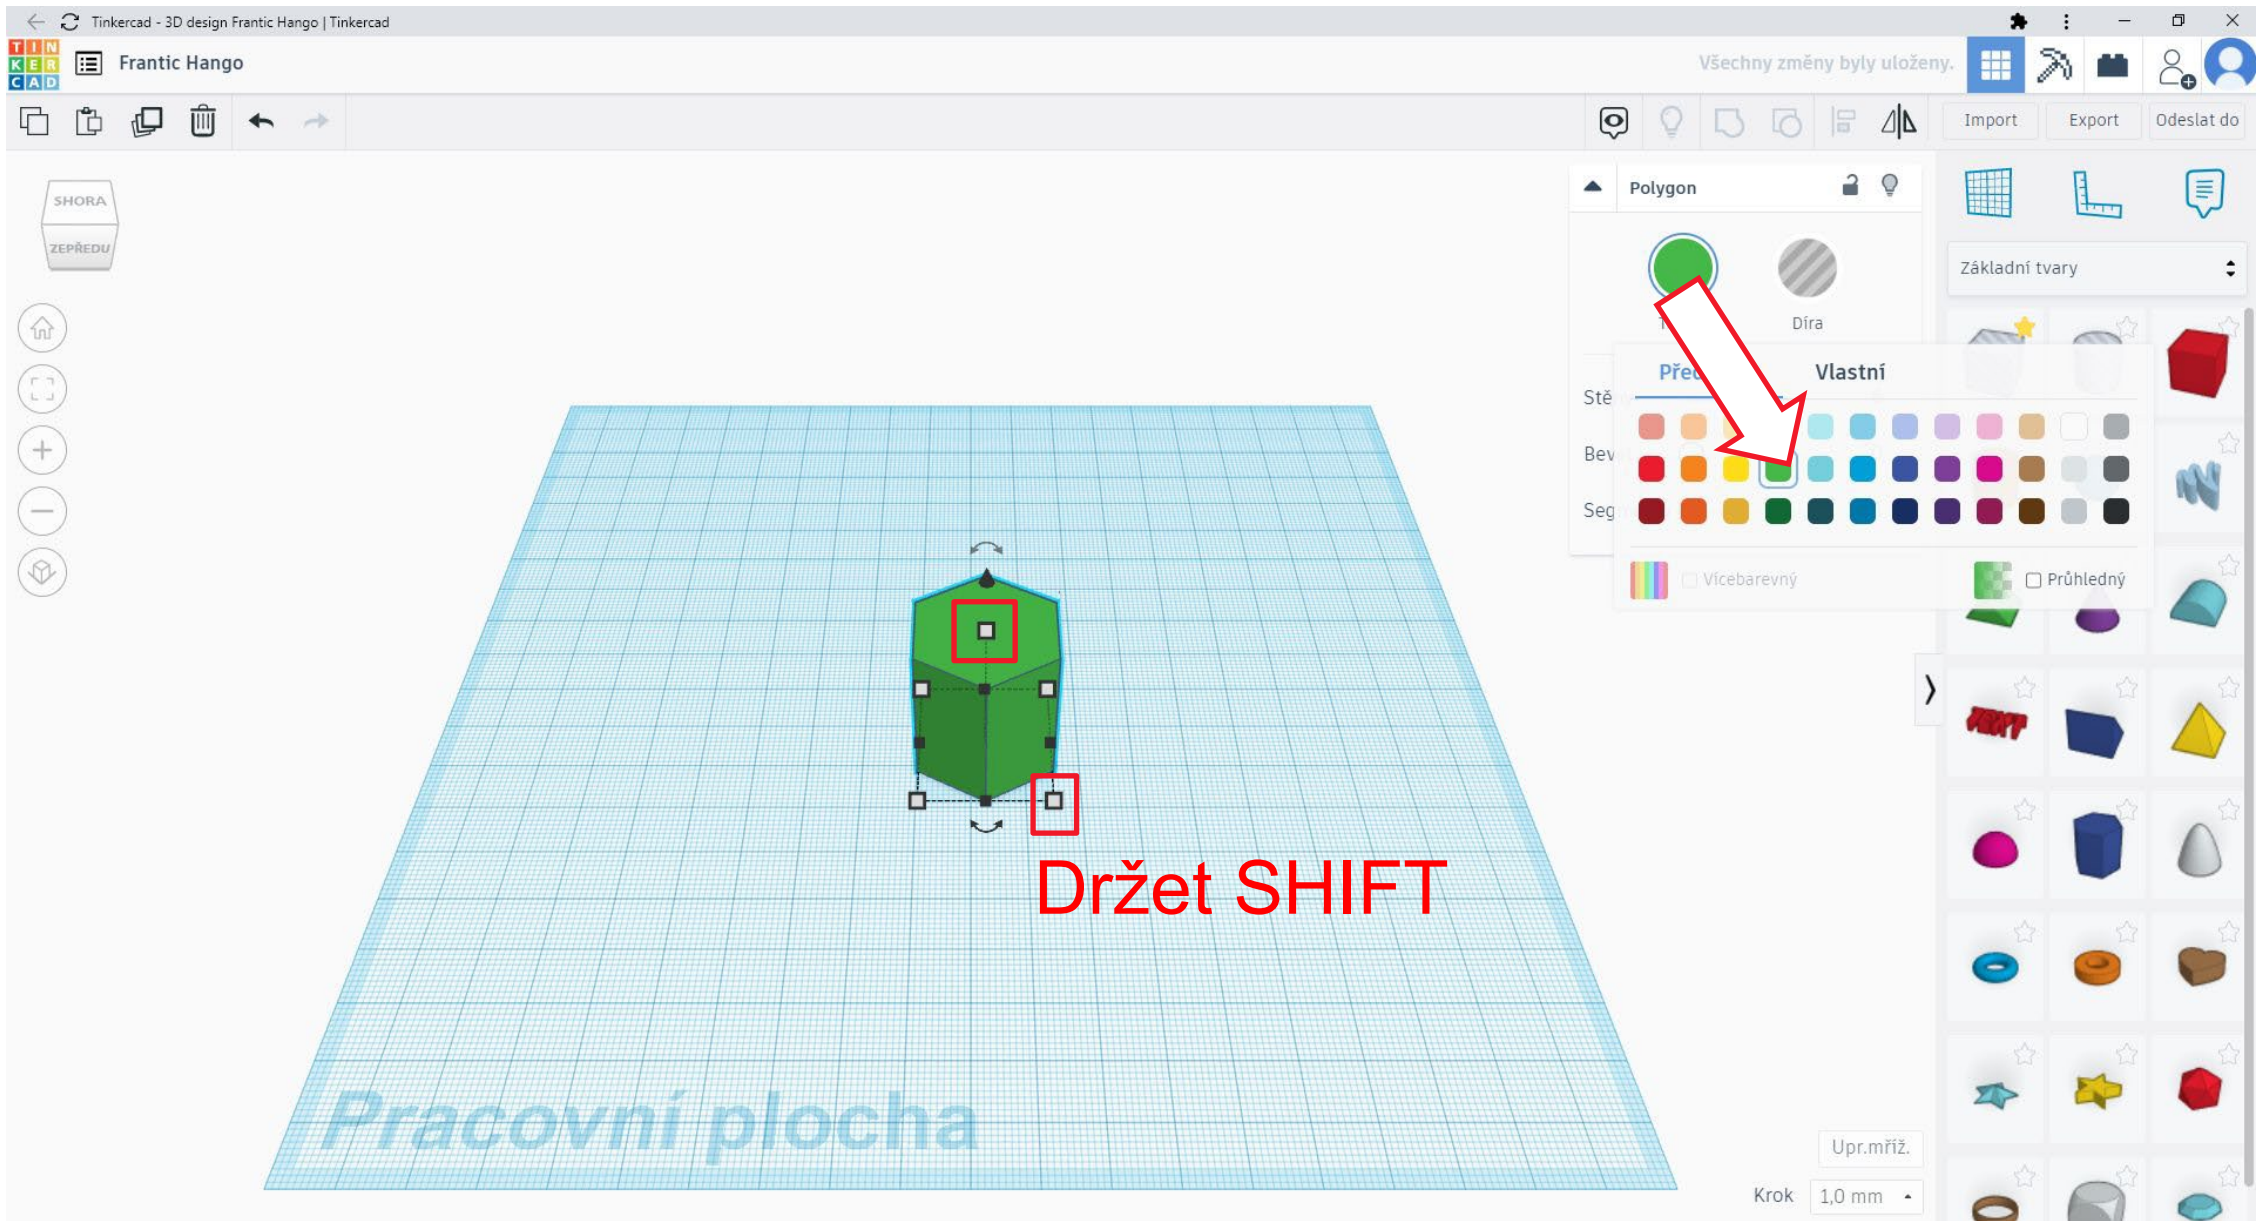 Tinkercad - 3D design Frantic Hango | Tinkercad
TIN
KER
CAD
Frantic Hango
Všechny změny byly uloženy.
Import
Export
Odeslat do
SHORA
ZEPŘEDU
Polygon
Díra
Základní tvary
Vlastní
Stě
Bev
Seg
Vícebarevný
Průhledný
TEXT
Držet SHIFT
Pracovní plocha
Upr.mříž.
Krok 1,0 mm